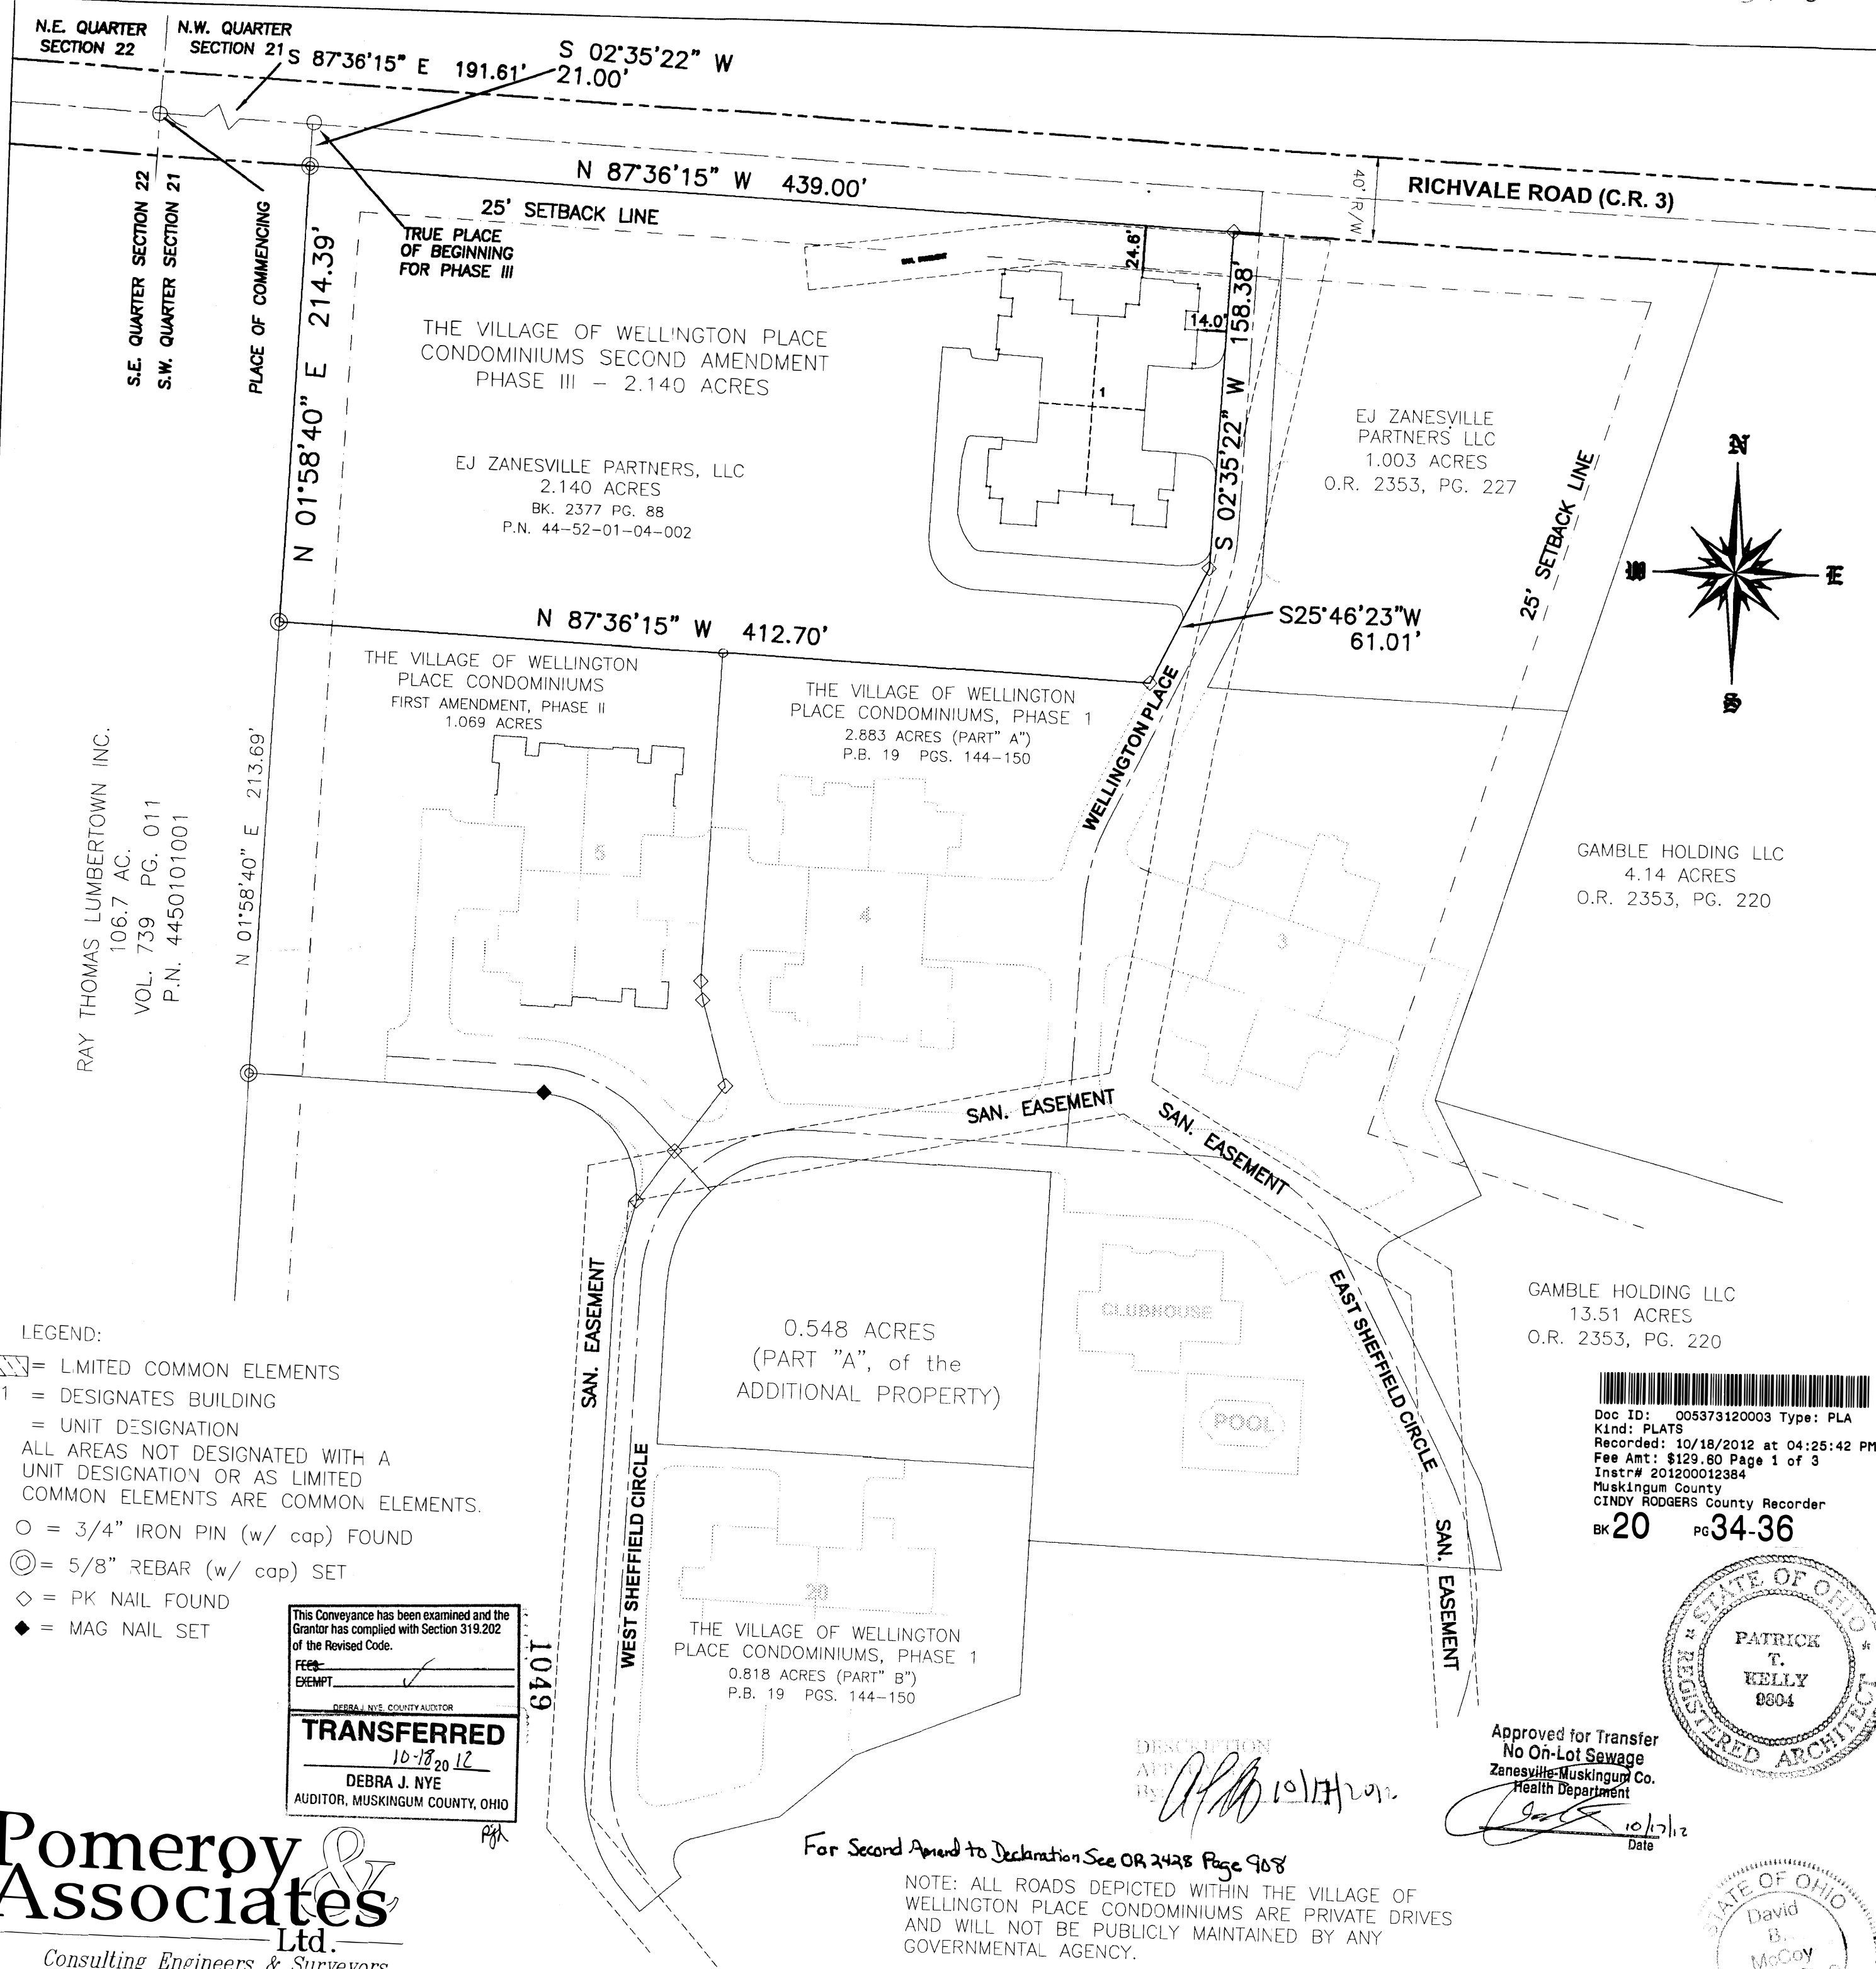 N.E. QUARTER
SECTION 22
N.W. QUARTER
SECTION 21
S 87°36'15" E 191.61'
S 02°35'22" W
21.00'
N 87°36'15" W 439.00'
25' SETBACK LINE
40' R/W
RICHVALE ROAD (C.R. 3)
S.E. QUARTER SECTION 22
S.W. QUARTER SECTION 21
PLACE OF COMMENCING
TRUE PLACE
OF BEGINNING
FOR PHASE III
N 01°58'40" E 214.39'
THE VILLAGE OF WELLINGTON PLACE
CONDOMINIUMS SECOND AMENDMENT
PHASE III - 2.140 ACRES
24.6'
14.0'
1
S 02°35'22" W 158.38'
EJ ZANESVILLE PARTNERS, LLC
2.140 ACRES
BK. 2377 PG. 88
P.N. 44-52-01-04-002
EJ ZANESVILLE
PARTNERS LLC
1.003 ACRES
O.R. 2353, PG. 227
25' SETBACK LINE
N
E
S
N 87°36'15" W 412.70'
S25°46'23"W
61.01'
THE VILLAGE OF WELLINGTON
PLACE CONDOMINIUMS
FIRST AMENDMENT, PHASE II
1.069 ACRES
THE VILLAGE OF WELLINGTON
PLACE CONDOMINIUMS, PHASE 1
2.883 ACRES (PART" A")
P.B. 19 PGS. 144-150
WELLINGTON PLACE
RAY THOMAS LUMBERTOWN INC.
106.7 AC.
VOL. 739 PG. 011
P.N. 4450101001
N 01°58'40" E 213.69'
5
4
3
GAMBLE HOLDING LLC
4.14 ACRES
O.R. 2353, PG. 220
SAN. EASEMENT
SAN. EASEMENT
SAN. EASEMENT
0.548 ACRES
(PART "A", of the
ADDITIONAL PROPERTY)
CLUBHOUSE
POOL
EAST SHEFFIELD CIRCLE
SAN. EASEMENT
WEST SHEFFIELD CIRCLE
GAMBLE HOLDING LLC
13.51 ACRES
O.R. 2353, PG. 220
LEGEND:
= LIMITED COMMON ELEMENTS
1 = DESIGNATES BUILDING
= UNIT DESIGNATION
ALL AREAS NOT DESIGNATED WITH A
UNIT DESIGNATION OR AS LIMITED
COMMON ELEMENTS ARE COMMON ELEMENTS.
= 3/4" IRON PIN (w/ cap) FOUND
= 5/8" REBAR (w/ cap) SET
= PK NAIL FOUND
= MAG NAIL SET
Doc ID: 005373120003 Type: PLA
Kind: PLATS
Recorded: 10/18/2012 at 04:25:42 PM
Fee Amt: $129.60 Page 1 of 3
Instr# 201200012384
Muskingum County
CINDY RODGERS County Recorder
BK 20 PG 34-36
20
THE VILLAGE OF WELLINGTON
PLACE CONDOMINIUMS, PHASE 1
0.818 ACRES (PART" B")
P.B. 19 PGS. 144-150
This Conveyance has been examined and the
Grantor has complied with Section 319.202
of the Revised Code.
FEES
EXEMPT
DEBRA J. NYE, COUNTY AUDITOR
TRANSFERRED
10-18 20 12
DEBRA J. NYE
AUDITOR, MUSKINGUM COUNTY, OHIO
1049
STATE OF OHIO
REGISTERED ARCHITECT
PATRICK
T.
KELLY
9804
DESCRIPTION
By
10/17/2012
Approved for Transfer
No On-Lot Sewage
Zanesville-Muskingum Co.
Health Department
10/17/12
Date
Pomeroy &
Associates
Ltd.
Consulting Engineers & Surveyors
For Second Amend to Declaration See OR 2428 Page 908
NOTE: ALL ROADS DEPICTED WITHIN THE VILLAGE OF
WELLINGTON PLACE CONDOMINIUMS ARE PRIVATE DRIVES
AND WILL NOT BE PUBLICLY MAINTAINED BY ANY
GOVERNMENTAL AGENCY.
STATE OF OHIO
David
B.
McCoy